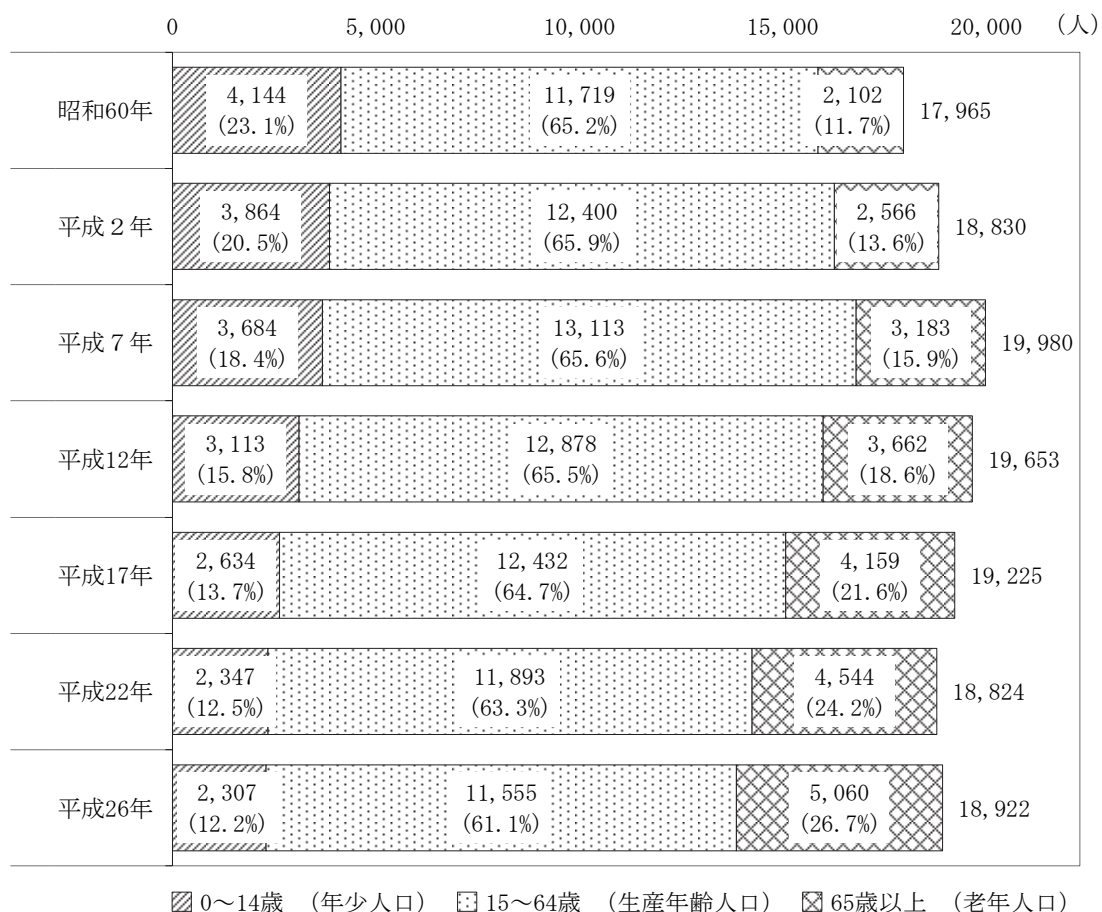 0 5,000 10,000 15,000 20,000 (人)
昭和60年 4,144 11,719 2,102 17,965
(23.1%) (65.2%) (11.7%)
平成2年 3,864 12,400 2,566 18,830
(20.5%) (65.9%) (13.6%)
平成7年 3,684 13,113 3,183 19,980
(18.4%) (65.6%) (15.9%)
平成12年 3,113 12,878 3,662 19,653
(15.8%) (65.5%) (18.6%)
平成17年 2,634 12,432 4,159 19,225
(13.7%) (64.7%) (21.6%)
平成22年 2,347 11,893 4,544 18,824
(12.5%) (63.3%) (24.2%)
平成26年 2,307 11,555 5,060 18,922
(12.2%) (61.1%) (26.7%)
0～14歳 (年少人口) 15～64歳 (生産年齢人口) 65歳以上 (老年人口)